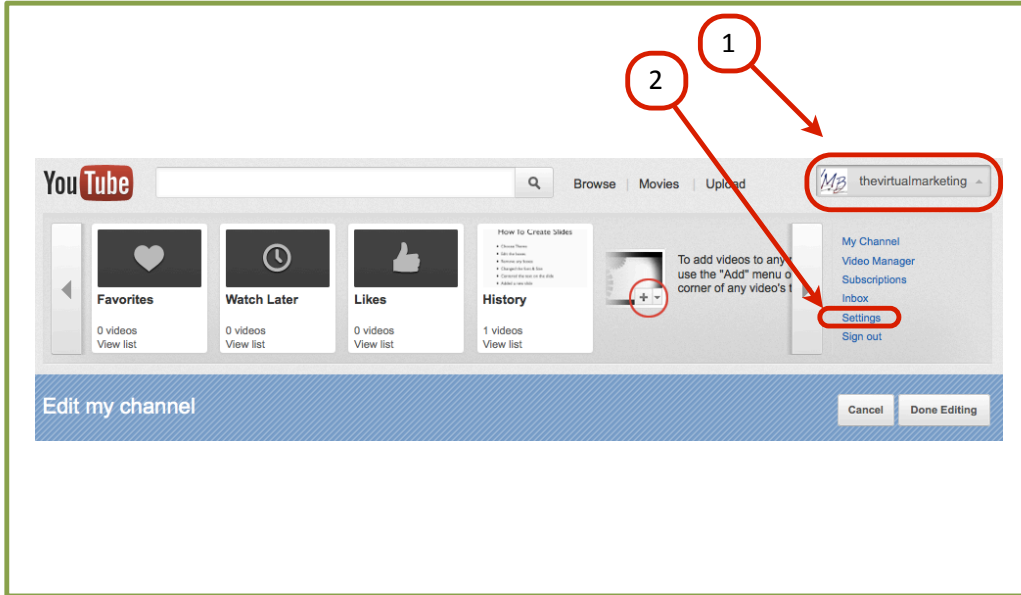 1
2
YouTube
Browse | Movies | Upload
MB thevirtualmarketing
How To Create Slides
Favorites
0 videos
View list
Watch Later
0 videos
View list
Likes
0 videos
View list
History
1 videos
View list
To add videos to any
use the "Add" menu o
corner of any video's t
My Channel
Video Manager
Subscriptions
Inbox
Settings
Sign out
Edit my channel
Cancel
Done Editing